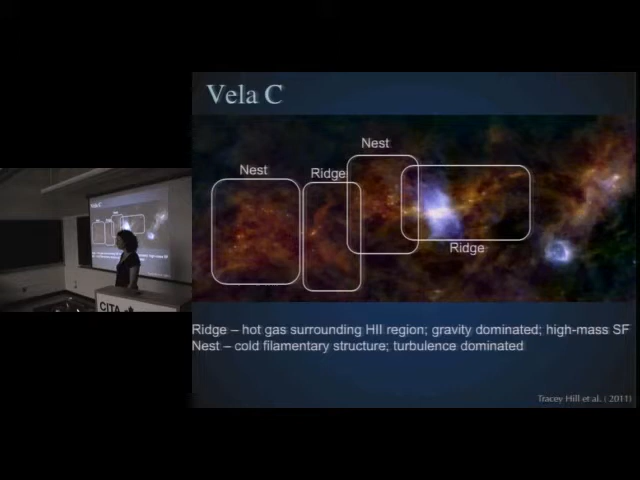 Vela C
Nest
Ridge
Nest
Ridge
Ridge – hot gas surrounding HII region; gravity dominated; high-mass SF
Nest – cold filamentary structure; turbulence dominated
Tracey Hill et al. (2011)
CITA